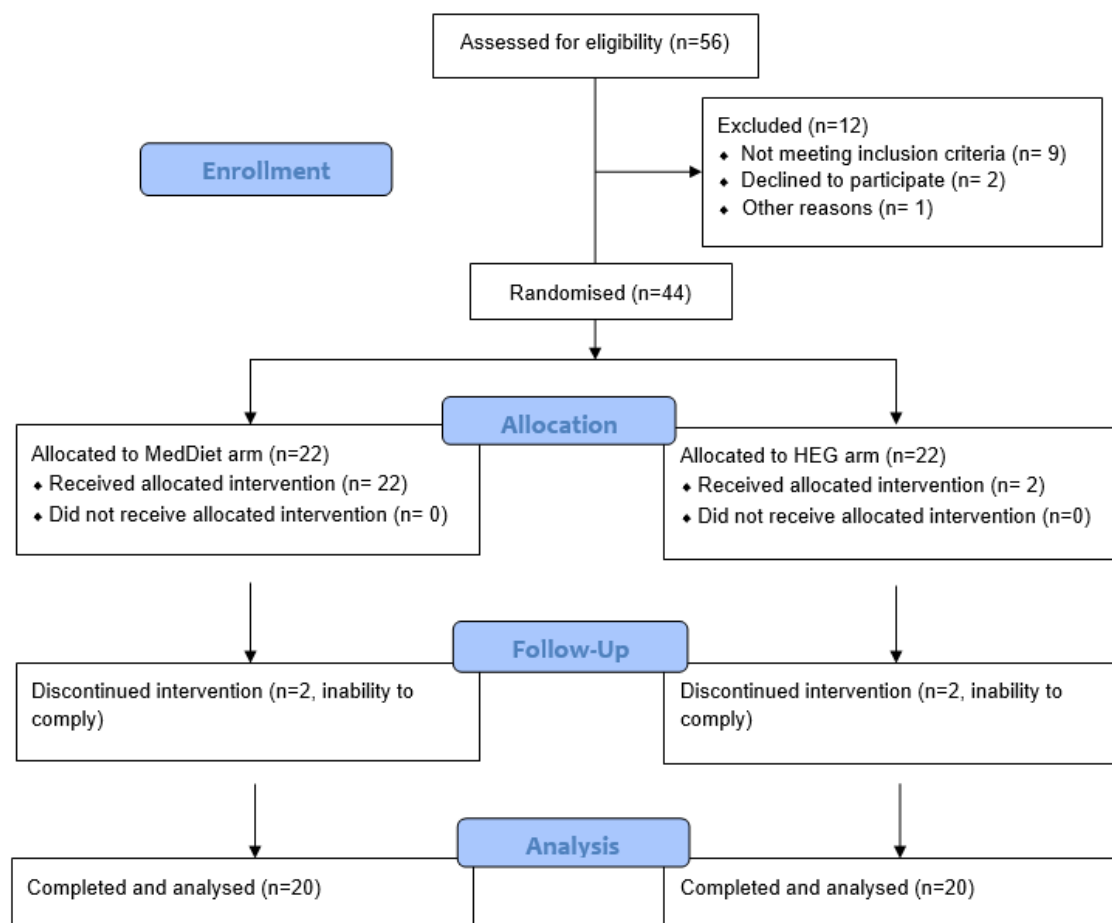 Assessed for eligibility (n=56)
Excluded (n=12)
⬥ Not meeting inclusion criteria (n= 9)
⬥ Declined to participate (n= 2)
⬥ Other reasons (n= 1)
Enrollment
Randomised (n=44)
Allocation
Allocated to MedDiet arm (n=22)
⬥ Received allocated intervention (n= 22)
⬥ Did not receive allocated intervention (n= 0)
Allocated to HEG arm (n=22)
⬥ Received allocated intervention (n= 2)
⬥ Did not receive allocated intervention (n=0)
Follow-Up
Discontinued intervention (n=2, inability to
comply)
Discontinued intervention (n=2, inability to
comply)
Analysis
Completed and analysed (n=20)
Completed and analysed (n=20)